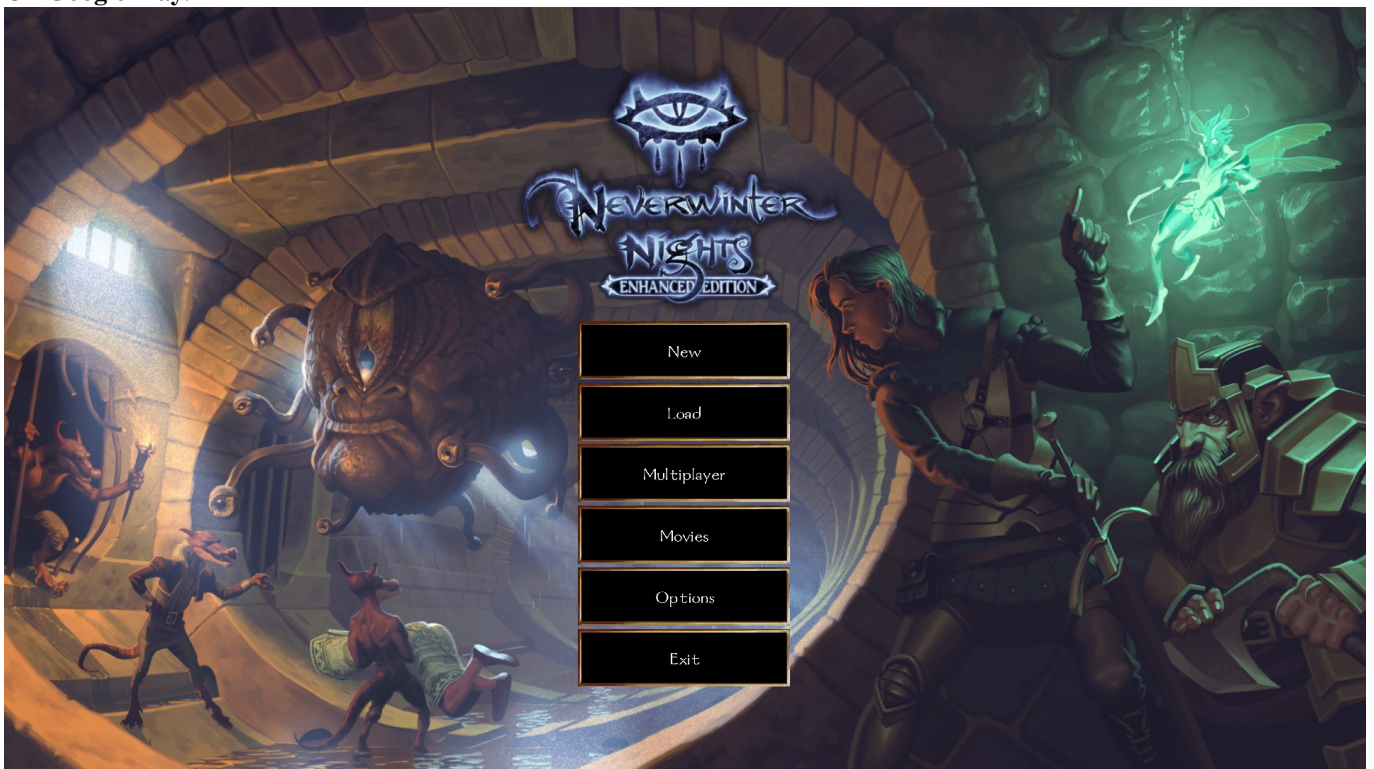 Neverwinter
Nights
ENHANCED EDITION
New
Load
Multiplayer
Movies
Options
Exit